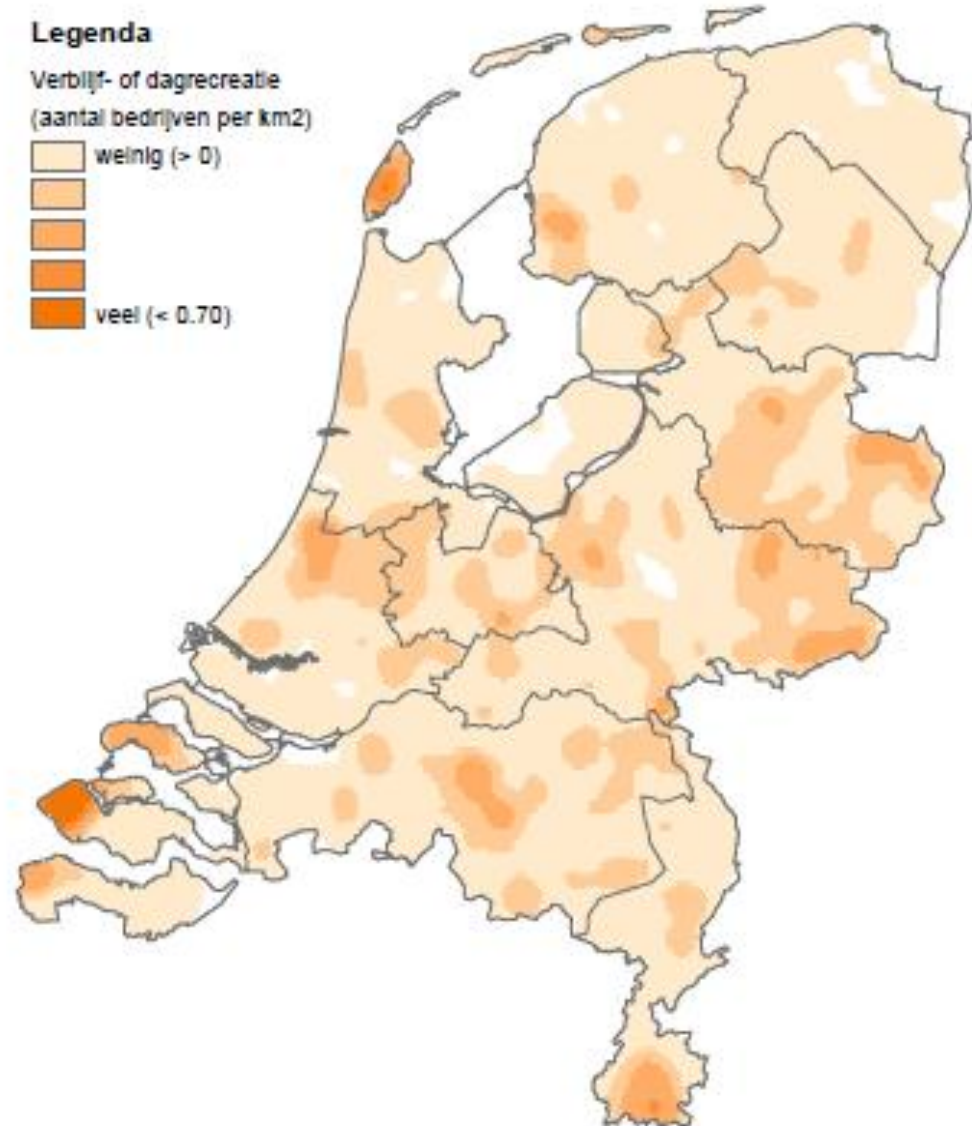 Legenda
Verblijf- of dagrecreatie
(aantal bedrijven per km2)
weinig (> 0)
veel (< 0.70)